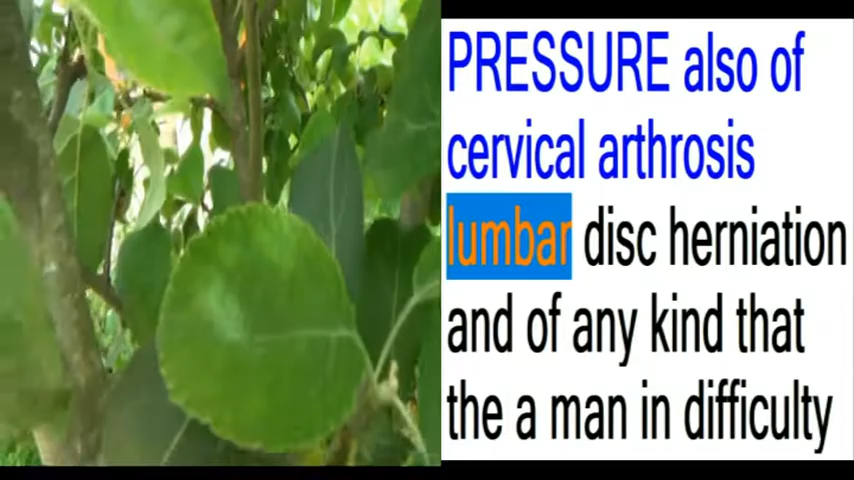 PRESSURE also of
cervical arthrosis
lumbar disc herniation
and of any kind that
the a man in difficulty